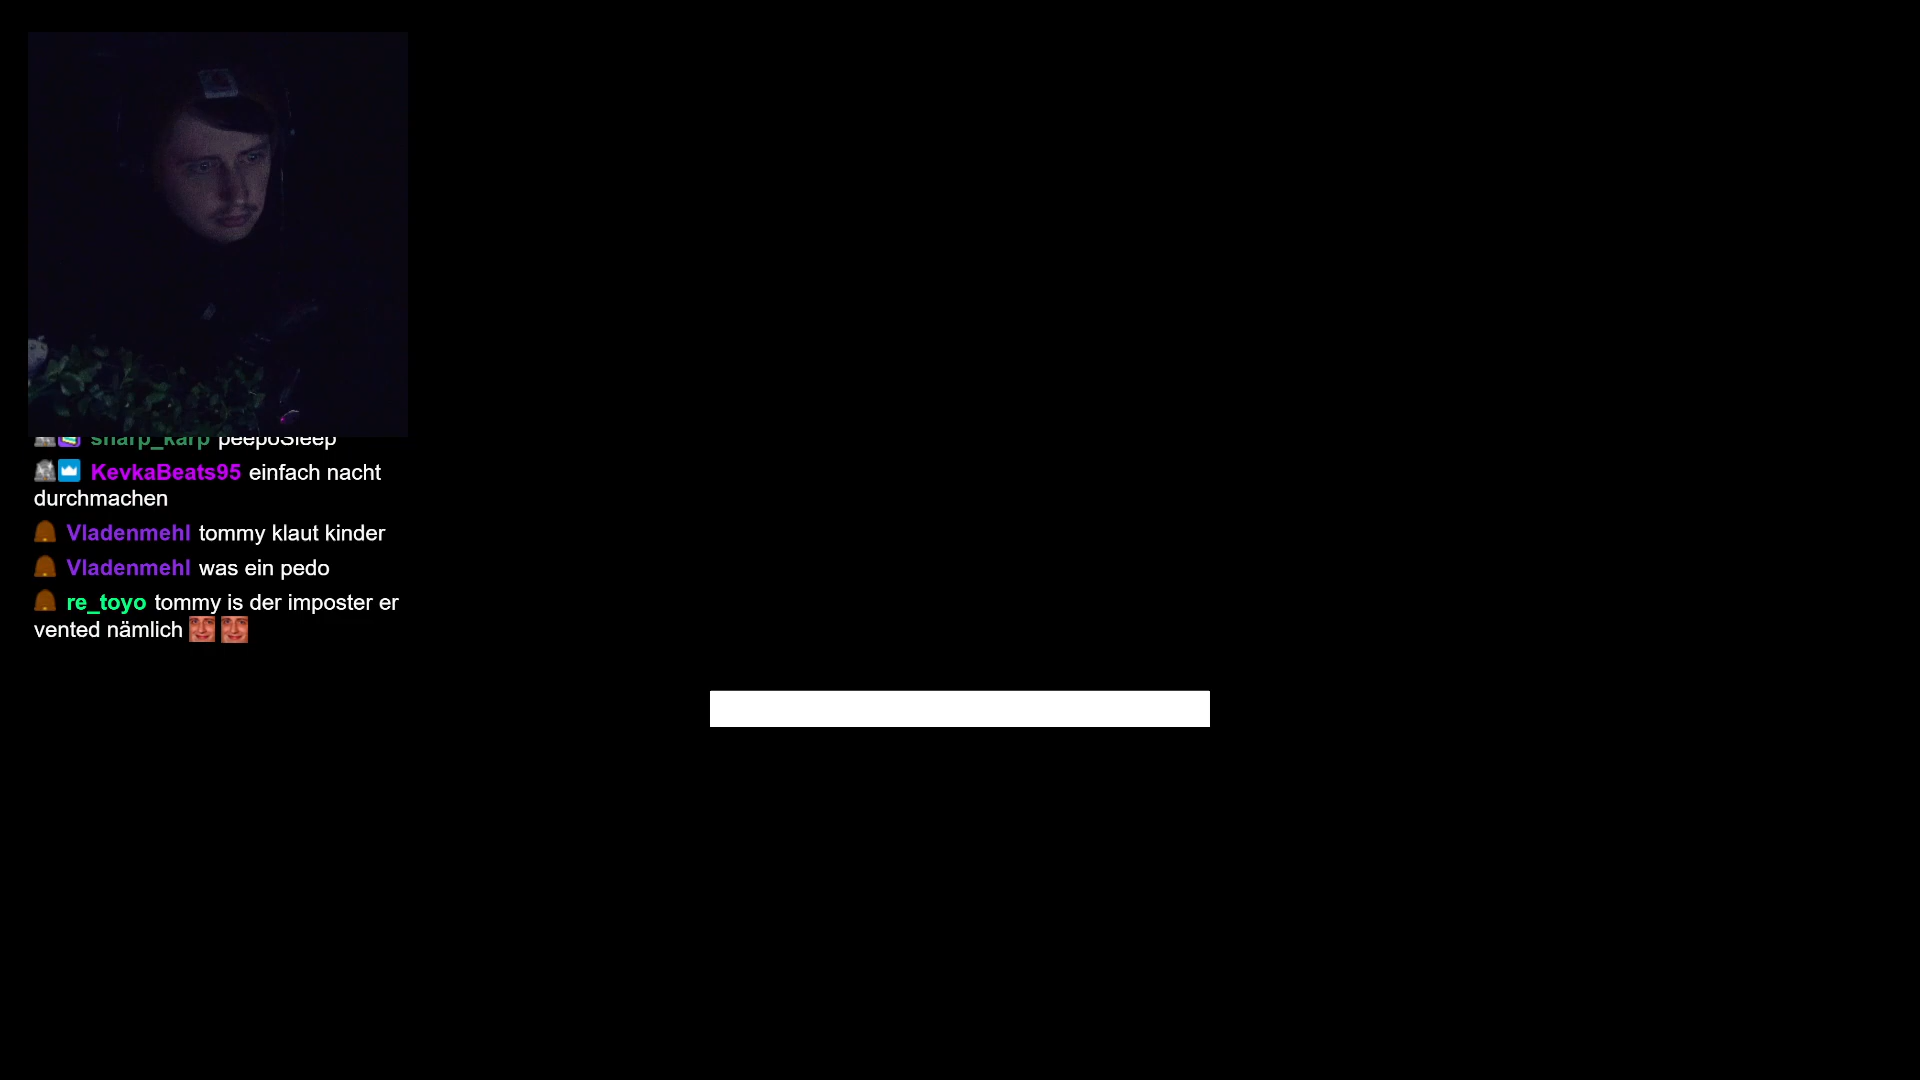 sharp_karp peepoSleep
KevkaBeats95 einfach nacht
durchmachen
Vladenmehl tommy klaut kinder
Vladenmehl was ein pedo
re_toyo tommy is der imposter er
vented nämlich